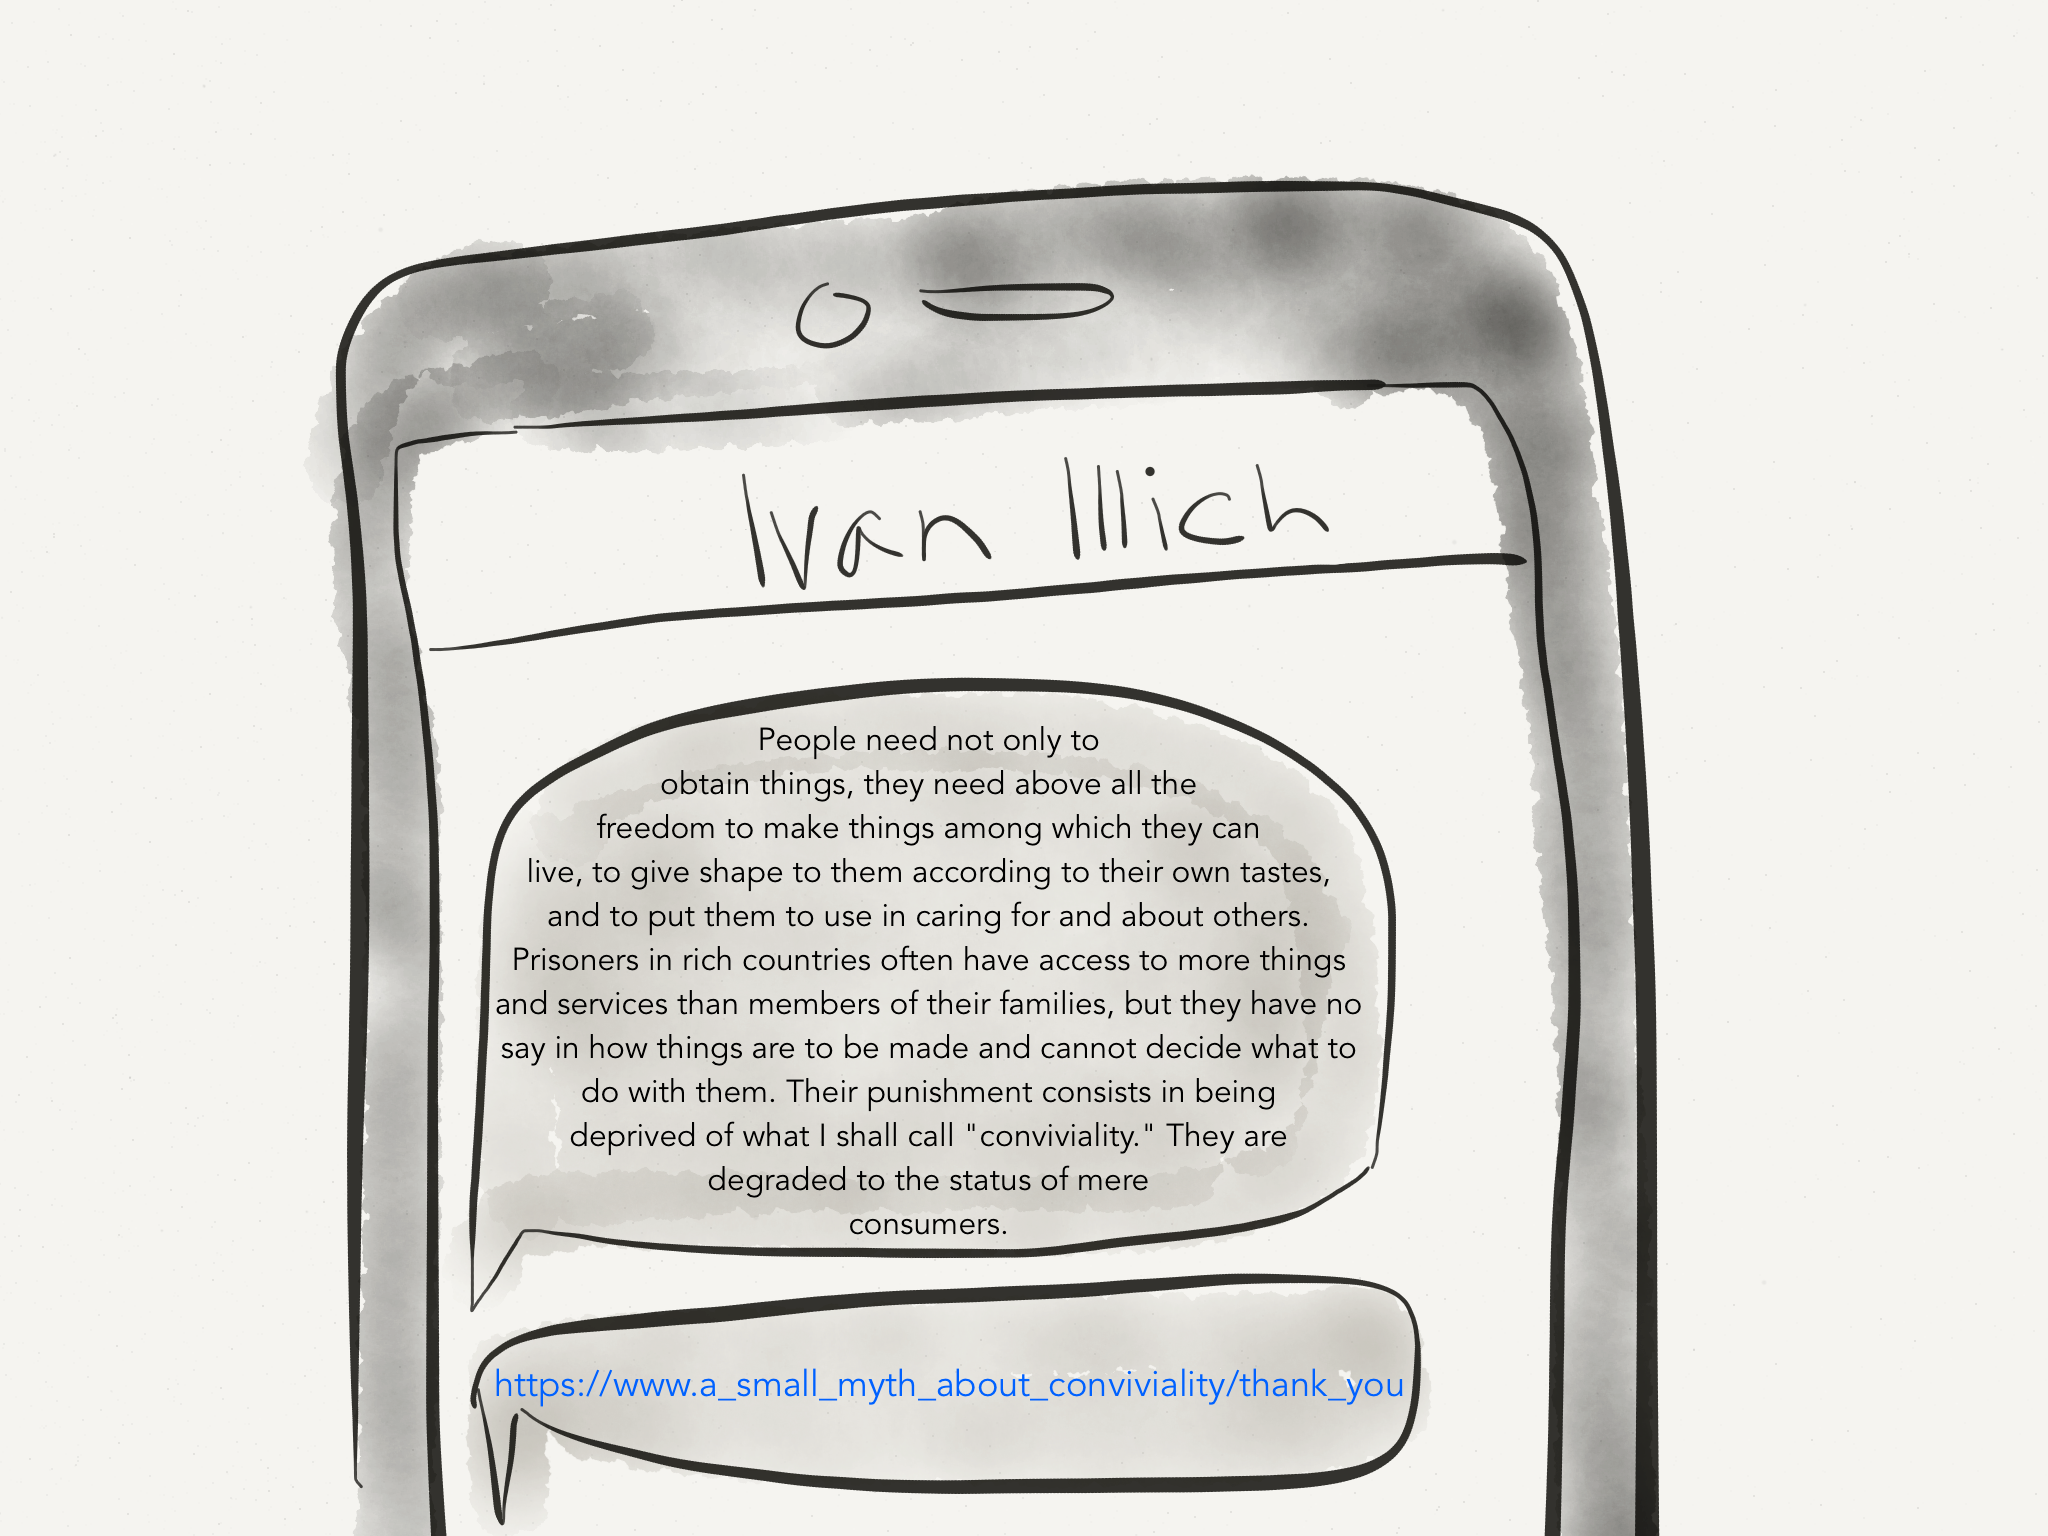 Ivan Illich
People need not only to
obtain things, they need above all the
freedom to make things among which they can
live, to give shape to them according to their own tastes,
and to put them to use in caring for and about others.
Prisoners in rich countries often have access to more things
and services than members of their families, but they have no
say in how things are to be made and cannot decide what to
do with them. Their punishment consists in being
deprived of what I shall call "conviviality." They are
degraded to the status of mere
consumers.
https://www.a_small_myth_about_conviviality/thank_you